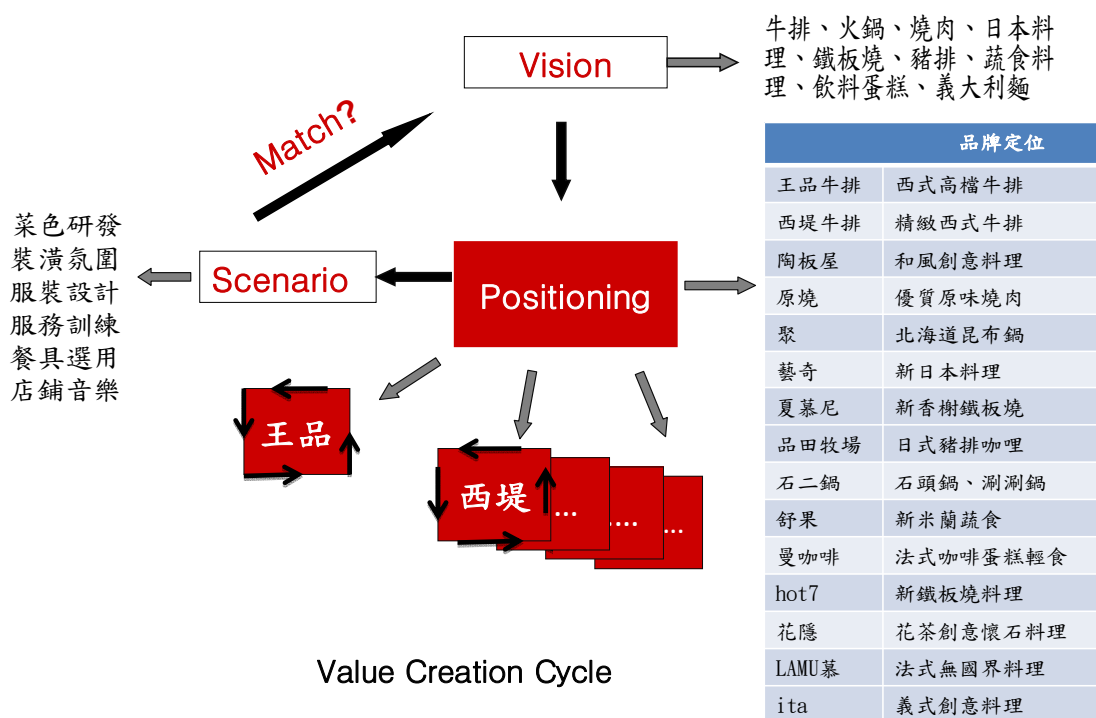 Vision
牛排、火鍋、燒肉、日本料
理、鐵板燒、豬排、蔬食料
理、飲料蛋糕、義大利麵
Match?
菜色研發
裝潢氛圍
服裝設計
服務訓練
餐具選用
店鋪音樂
Scenario
Positioning
王品
西堤
...
....
...
Value Creation Cycle
品牌定位
王品牛排 西式高檔牛排
西堤牛排 精緻西式牛排
陶板屋 和風創意料理
原燒 優質原味燒肉
聚 北海道昆布鍋
藝奇 新日本料理
夏慕尼 新香榭鐵板燒
品田牧場 日式豬排咖哩
石二鍋 石頭鍋、涮涮鍋
舒果 新米蘭蔬食
曼咖啡 法式咖啡蛋糕輕食
hot7 新鐵板燒料理
花隱 花茶創意懷石料理
LAMU慕 法式無國界料理
ita 義式創意料理